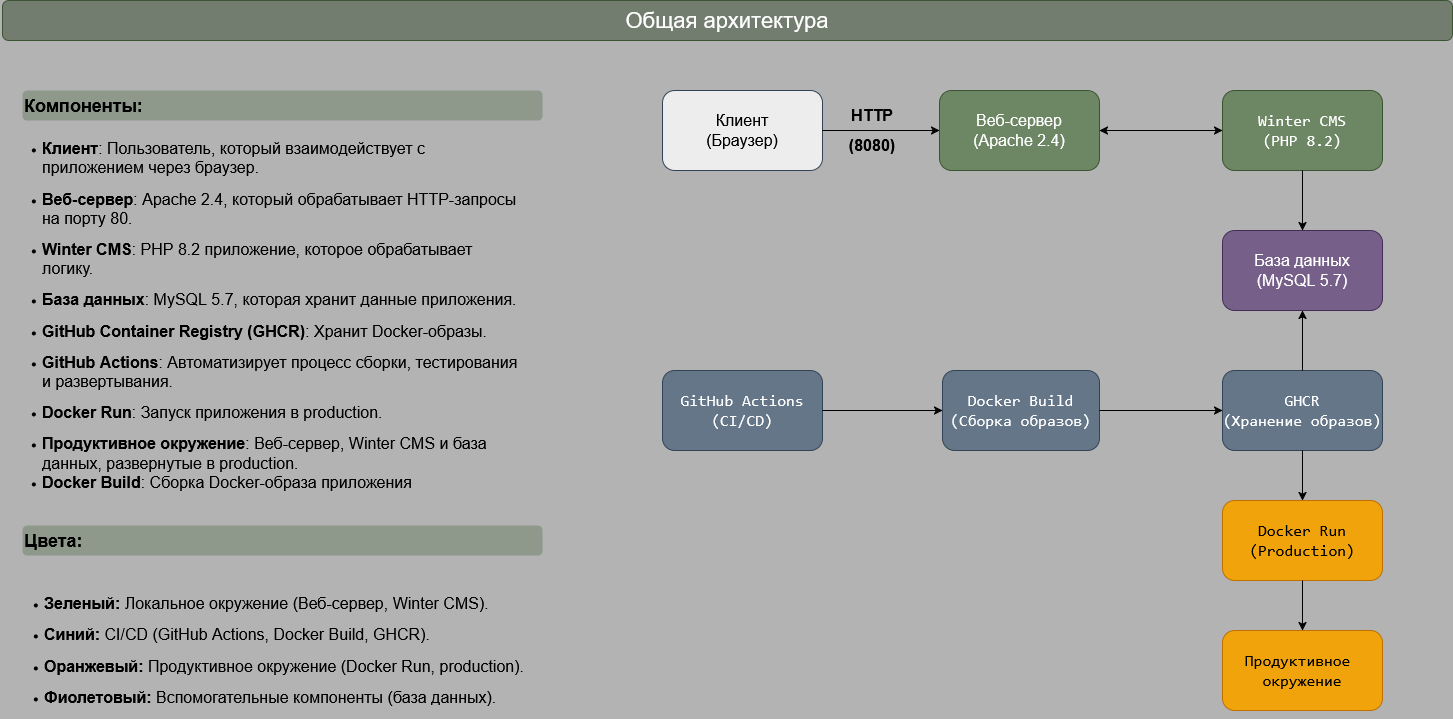 Общая архитектура
Компоненты:
• Клиент: Пользователь, который взаимодействует с
приложением через браузер.
• Веб-сервер: Apache 2.4, который обрабатывает HTTP-запросы
на порту 80.
• Winter CMS: PHP 8.2 приложение, которое обрабатывает
логику.
• База данных: MySQL 5.7, которая хранит данные приложения.
• GitHub Container Registry (GHCR): Хранит Docker-образы.
• GitHub Actions: Автоматизирует процесс сборки, тестирования
и развертывания.
• Docker Run: Запуск приложения в production.
• Продуктивное окружение: Веб-сервер, Winter CMS и база
данных, развернутые в production.
• Docker Build: Сборка Docker-образа приложения
Цвета:
• Зеленый: Локальное окружение (Веб-сервер, Winter CMS).
• Синий: CI/CD (GitHub Actions, Docker Build, GHCR).
• Оранжевый: Продуктивное окружение (Docker Run, production).
• Фиолетовый: Вспомогательные компоненты (база данных).
Клиент
(Браузер)
HTTP
(8080)
Веб-сервер
(Apache 2.4)
Winter CMS
(PHP 8.2)
База данных
(MySQL 5.7)
GitHub Actions
(CI/CD)
Docker Build
(Сборка образов)
GHCR
(Хранение образов)
Docker Run
(Production)
Продуктивное
окружение